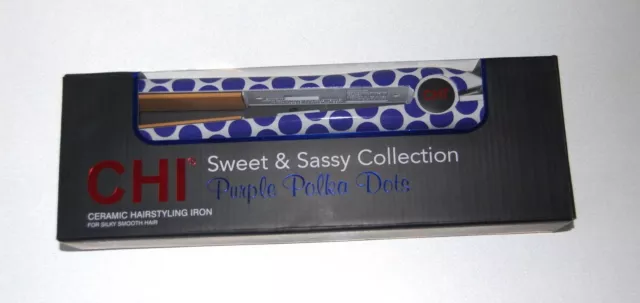 CHI
Sweet & Sassy Collection
Purple Polka Dots
CERAMIC HAIRSTYLING IRON
FOR SILKY SMOOTH HAIR